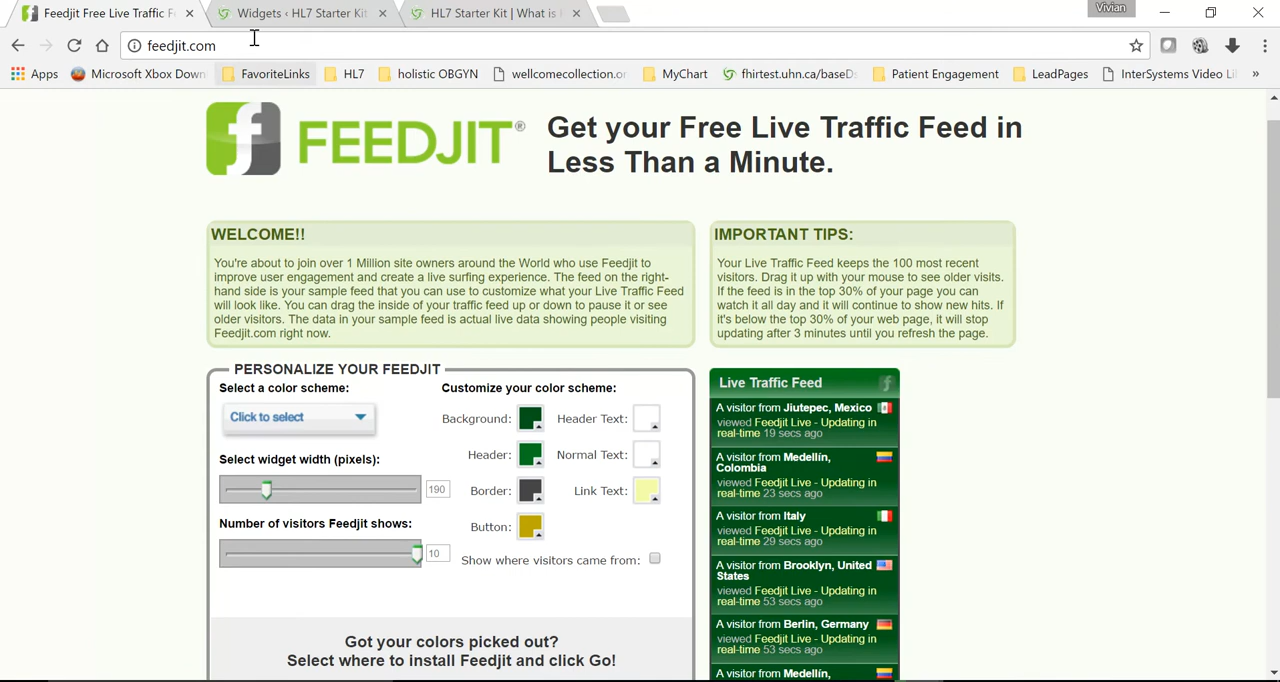 Feedjit Free Live Traffic F
Widgets ‹ HL7 Starter Kit
HL7 Starter Kit | What is
Vivian
feedjit.com
Apps
Microsoft Xbox Down
FavoriteLinks
HL7
holistic OBGYN
wellcomecollection.or
MyChart
fhirtest.uhn.ca/baseDs
Patient Engagement
LeadPages
InterSystems Video Li
»
FEEDJIT®
Get your Free Live Traffic Feed in
Less Than a Minute.
WELCOME!!
You're about to join over 1 Million site owners around the World who use Feedjit to
improve user engagement and create a live surfing experience. The feed on the right-
hand side is your sample feed that you can use to customize what your Live Traffic Feed
will look like. You can drag the inside of your traffic feed up or down to pause it or see
older visitors. The data in your sample feed is actual live data showing people visiting
Feedjit.com right now.
IMPORTANT TIPS:
Your Live Traffic Feed keeps the 100 most recent
visitors. Drag it up with your mouse to see older visits.
If the feed is in the top 30% of your page you can
watch it all day and it will continue to show new hits. If
it's below the top 30% of your web page, it will stop
updating after 3 minutes until you refresh the page.
PERSONALIZE YOUR FEEDJIT
Select a color scheme:
Click to select
Select widget width (pixels):
190
Number of visitors Feedjit shows:
10
Customize your color scheme:
Background:
Header Text:
Header:
Normal Text:
Border:
Link Text:
Button:
Show where visitors came from:
Got your colors picked out?
Select where to install Feedjit and click Go!
Live Traffic Feed
A visitor from Jiutepec, Mexico
viewed Feedjit Live - Updating in
real-time 19 secs ago
A visitor from Medellín,
Colombia
viewed Feedjit Live - Updating in
real-time 23 secs ago
A visitor from Italy
viewed Feedjit Live - Updating in
real-time 29 secs ago
A visitor from Brooklyn, United
States
viewed Feedjit Live - Updating in
real-time 53 secs ago
A visitor from Berlin, Germany
viewed Feedjit Live - Updating in
real-time 53 secs ago
A visitor from Medellín,